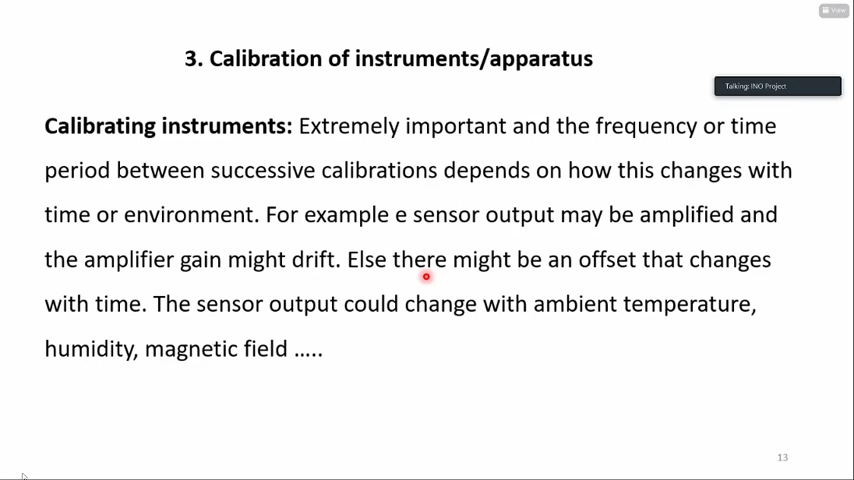 View
3. Calibration of instruments/apparatus
Talking: INO Project
Calibrating instruments: Extremely important and the frequency or time
period between successive calibrations depends on how this changes with
time or environment. For example e sensor output may be amplified and
the amplifier gain might drift. Else there might be an offset that changes
with time. The sensor output could change with ambient temperature,
humidity, magnetic field …..
13